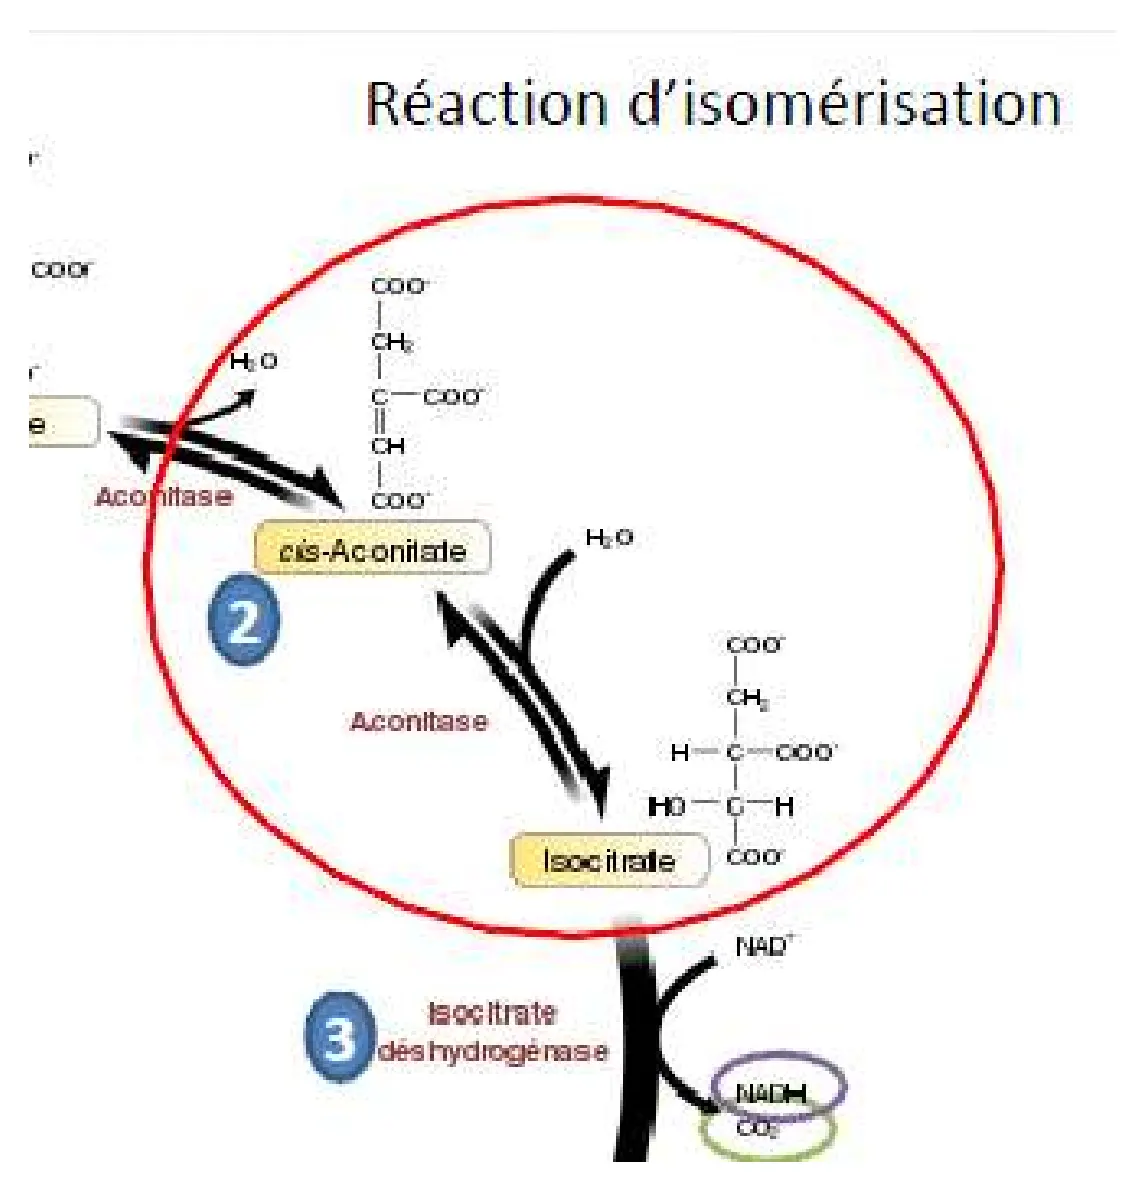 Réaction d'isomérisation
COO⁻
COO⁻
CH₂
H₂O
C
COO⁻
e
CH
Aconitase
COO⁻
cis-Aconitate
H₂O
2
COO⁻
CH₂
Aconitase
H
C
COO⁻
HO
C
H
Isocitrate
COO⁻
NAD⁺
3
Isocitrate
déshydrogénase
NADH
CO₂